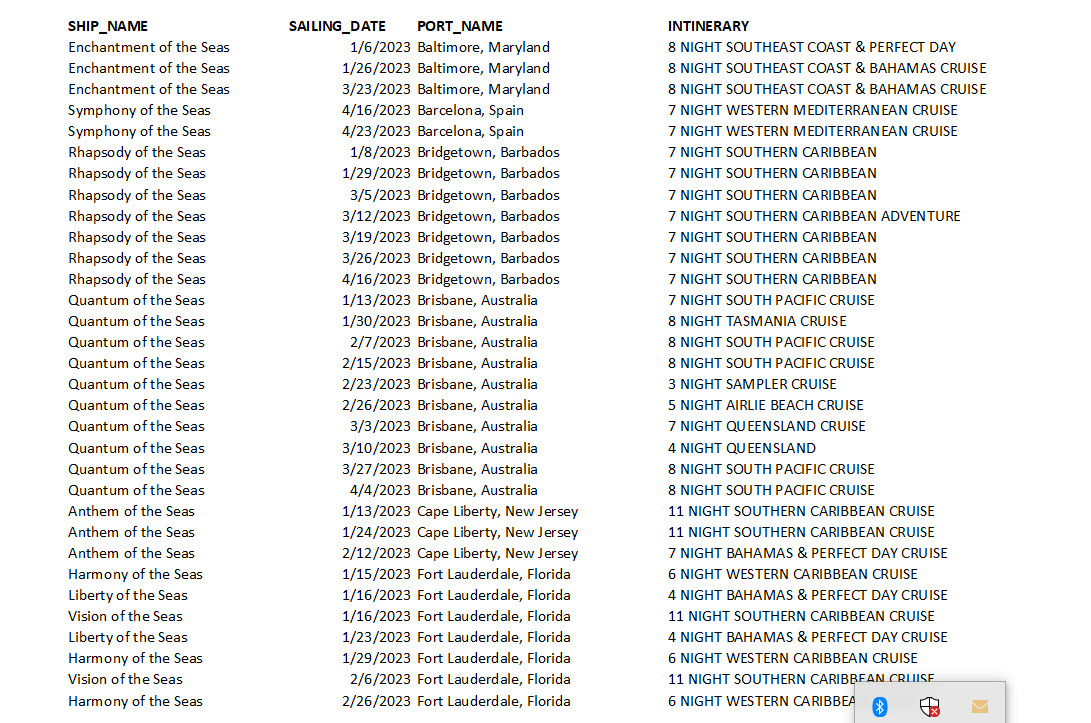 SHIP_NAME SAILING_DATE PORT_NAME INTINERARY
Enchantment of the Seas 1/6/2023 Baltimore, Maryland 8 NIGHT SOUTHEAST COAST & PERFECT DAY
Enchantment of the Seas 1/26/2023 Baltimore, Maryland 8 NIGHT SOUTHEAST COAST & BAHAMAS CRUISE
Enchantment of the Seas 3/23/2023 Baltimore, Maryland 8 NIGHT SOUTHEAST COAST & BAHAMAS CRUISE
Symphony of the Seas 4/16/2023 Barcelona, Spain 7 NIGHT WESTERN MEDITERRANEAN CRUISE
Symphony of the Seas 4/23/2023 Barcelona, Spain 7 NIGHT WESTERN MEDITERRANEAN CRUISE
Rhapsody of the Seas 1/8/2023 Bridgetown, Barbados 7 NIGHT SOUTHERN CARIBBEAN
Rhapsody of the Seas 1/29/2023 Bridgetown, Barbados 7 NIGHT SOUTHERN CARIBBEAN
Rhapsody of the Seas 3/5/2023 Bridgetown, Barbados 7 NIGHT SOUTHERN CARIBBEAN
Rhapsody of the Seas 3/12/2023 Bridgetown, Barbados 7 NIGHT SOUTHERN CARIBBEAN ADVENTURE
Rhapsody of the Seas 3/19/2023 Bridgetown, Barbados 7 NIGHT SOUTHERN CARIBBEAN
Rhapsody of the Seas 3/26/2023 Bridgetown, Barbados 7 NIGHT SOUTHERN CARIBBEAN
Rhapsody of the Seas 4/16/2023 Bridgetown, Barbados 7 NIGHT SOUTHERN CARIBBEAN
Quantum of the Seas 1/13/2023 Brisbane, Australia 7 NIGHT SOUTH PACIFIC CRUISE
Quantum of the Seas 1/30/2023 Brisbane, Australia 8 NIGHT TASMANIA CRUISE
Quantum of the Seas 2/7/2023 Brisbane, Australia 8 NIGHT SOUTH PACIFIC CRUISE
Quantum of the Seas 2/15/2023 Brisbane, Australia 8 NIGHT SOUTH PACIFIC CRUISE
Quantum of the Seas 2/23/2023 Brisbane, Australia 3 NIGHT SAMPLER CRUISE
Quantum of the Seas 2/26/2023 Brisbane, Australia 5 NIGHT AIRLIE BEACH CRUISE
Quantum of the Seas 3/3/2023 Brisbane, Australia 7 NIGHT QUEENSLAND CRUISE
Quantum of the Seas 3/10/2023 Brisbane, Australia 4 NIGHT QUEENSLAND
Quantum of the Seas 3/27/2023 Brisbane, Australia 8 NIGHT SOUTH PACIFIC CRUISE
Quantum of the Seas 4/4/2023 Brisbane, Australia 8 NIGHT SOUTH PACIFIC CRUISE
Anthem of the Seas 1/13/2023 Cape Liberty, New Jersey 11 NIGHT SOUTHERN CARIBBEAN CRUISE
Anthem of the Seas 1/24/2023 Cape Liberty, New Jersey 11 NIGHT SOUTHERN CARIBBEAN CRUISE
Anthem of the Seas 2/12/2023 Cape Liberty, New Jersey 7 NIGHT BAHAMAS & PERFECT DAY CRUISE
Harmony of the Seas 1/15/2023 Fort Lauderdale, Florida 6 NIGHT WESTERN CARIBBEAN CRUISE
Liberty of the Seas 1/16/2023 Fort Lauderdale, Florida 4 NIGHT BAHAMAS & PERFECT DAY CRUISE
Vision of the Seas 1/16/2023 Fort Lauderdale, Florida 11 NIGHT SOUTHERN CARIBBEAN CRUISE
Liberty of the Seas 1/23/2023 Fort Lauderdale, Florida 4 NIGHT BAHAMAS & PERFECT DAY CRUISE
Harmony of the Seas 1/29/2023 Fort Lauderdale, Florida 6 NIGHT WESTERN CARIBBEAN CRUISE
Vision of the Seas 2/6/2023 Fort Lauderdale, Florida 11 NIGHT SOUTHERN CARIBBEAN CRUISE
Harmony of the Seas 2/26/2023 Fort Lauderdale, Florida 6 NIGHT WESTERN